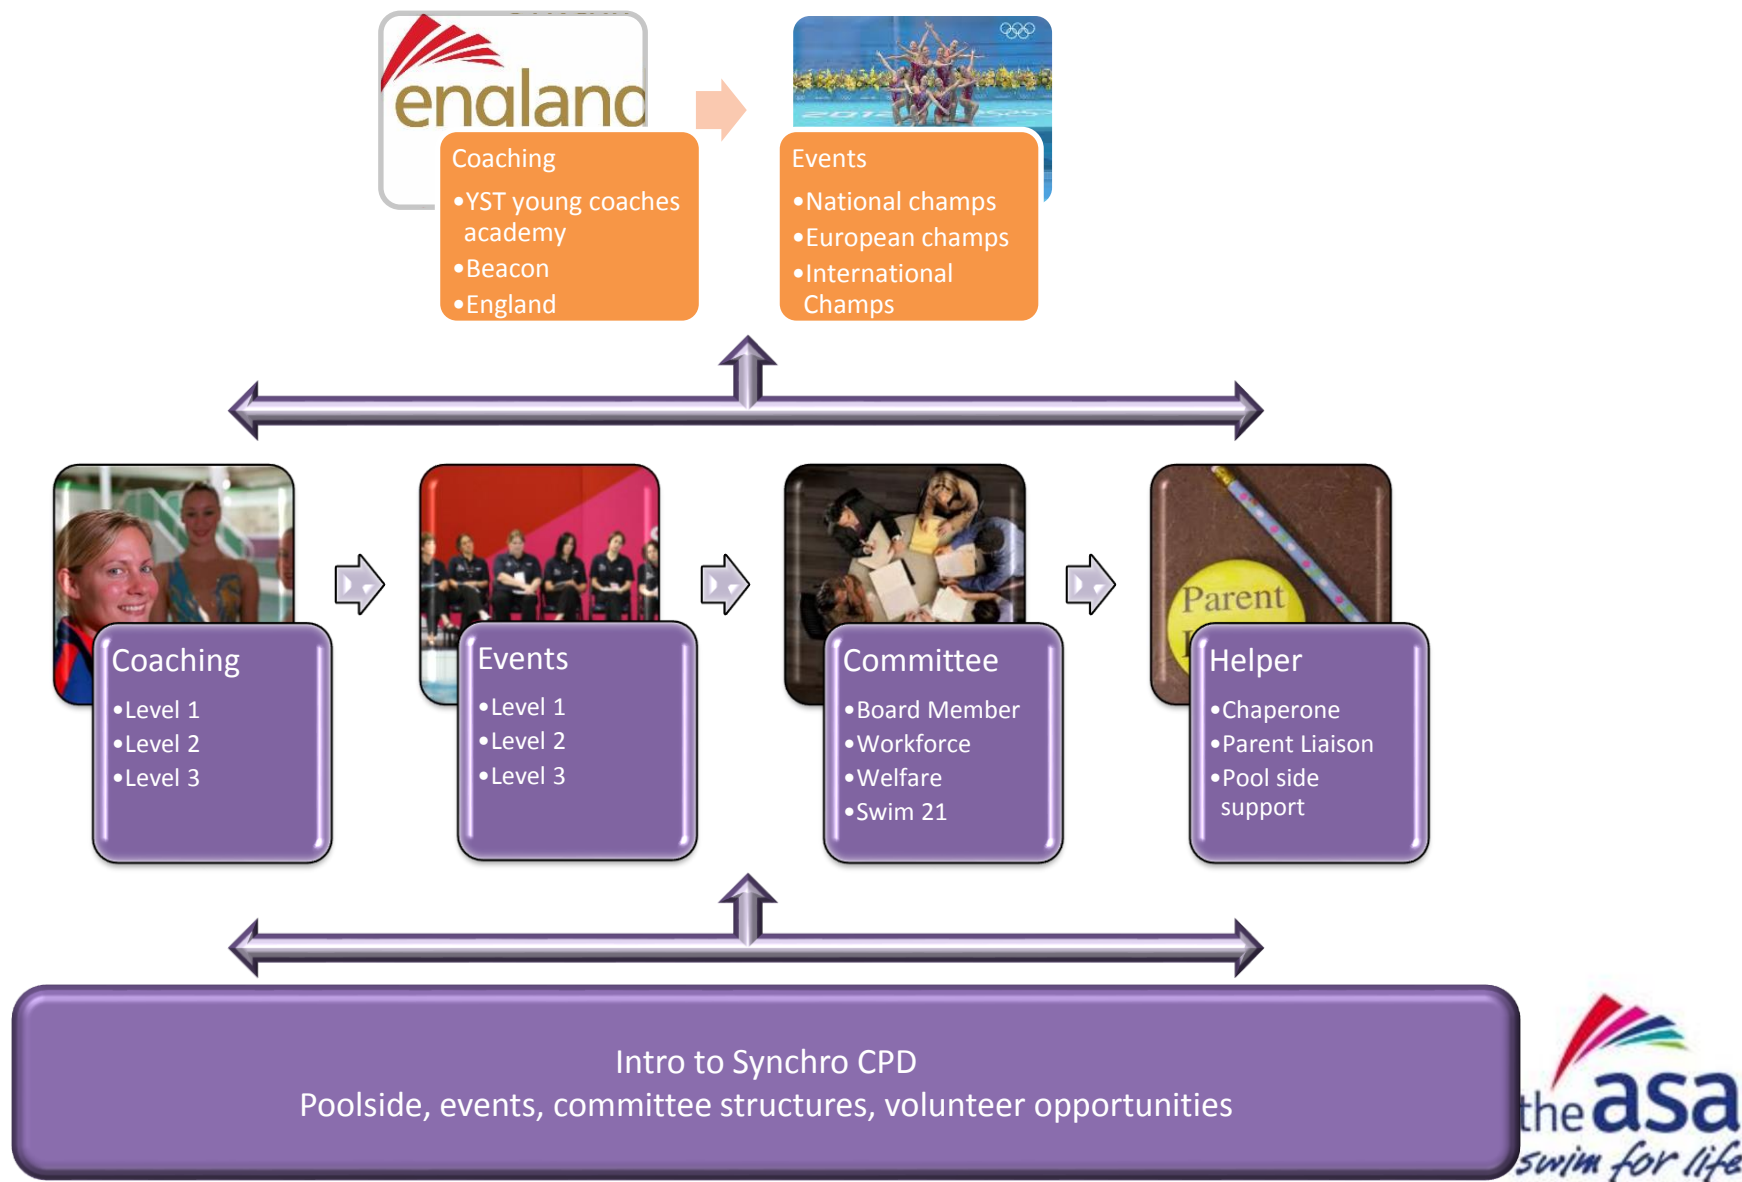 england
Coaching
•YST young coaches
academy
•Beacon
•England
Events
•National champs
•European champs
•International
Champs
Coaching
•Level 1
•Level 2
•Level 3
Events
•Level 1
•Level 2
•Level 3
Committee
•Board Member
•Workforce
•Welfare
•Swim 21
Parent
Helper
•Chaperone
•Parent Liaison
•Pool side
support
Intro to Synchro CPD
Poolside, events, committee structures, volunteer opportunities
the asa
swim for life